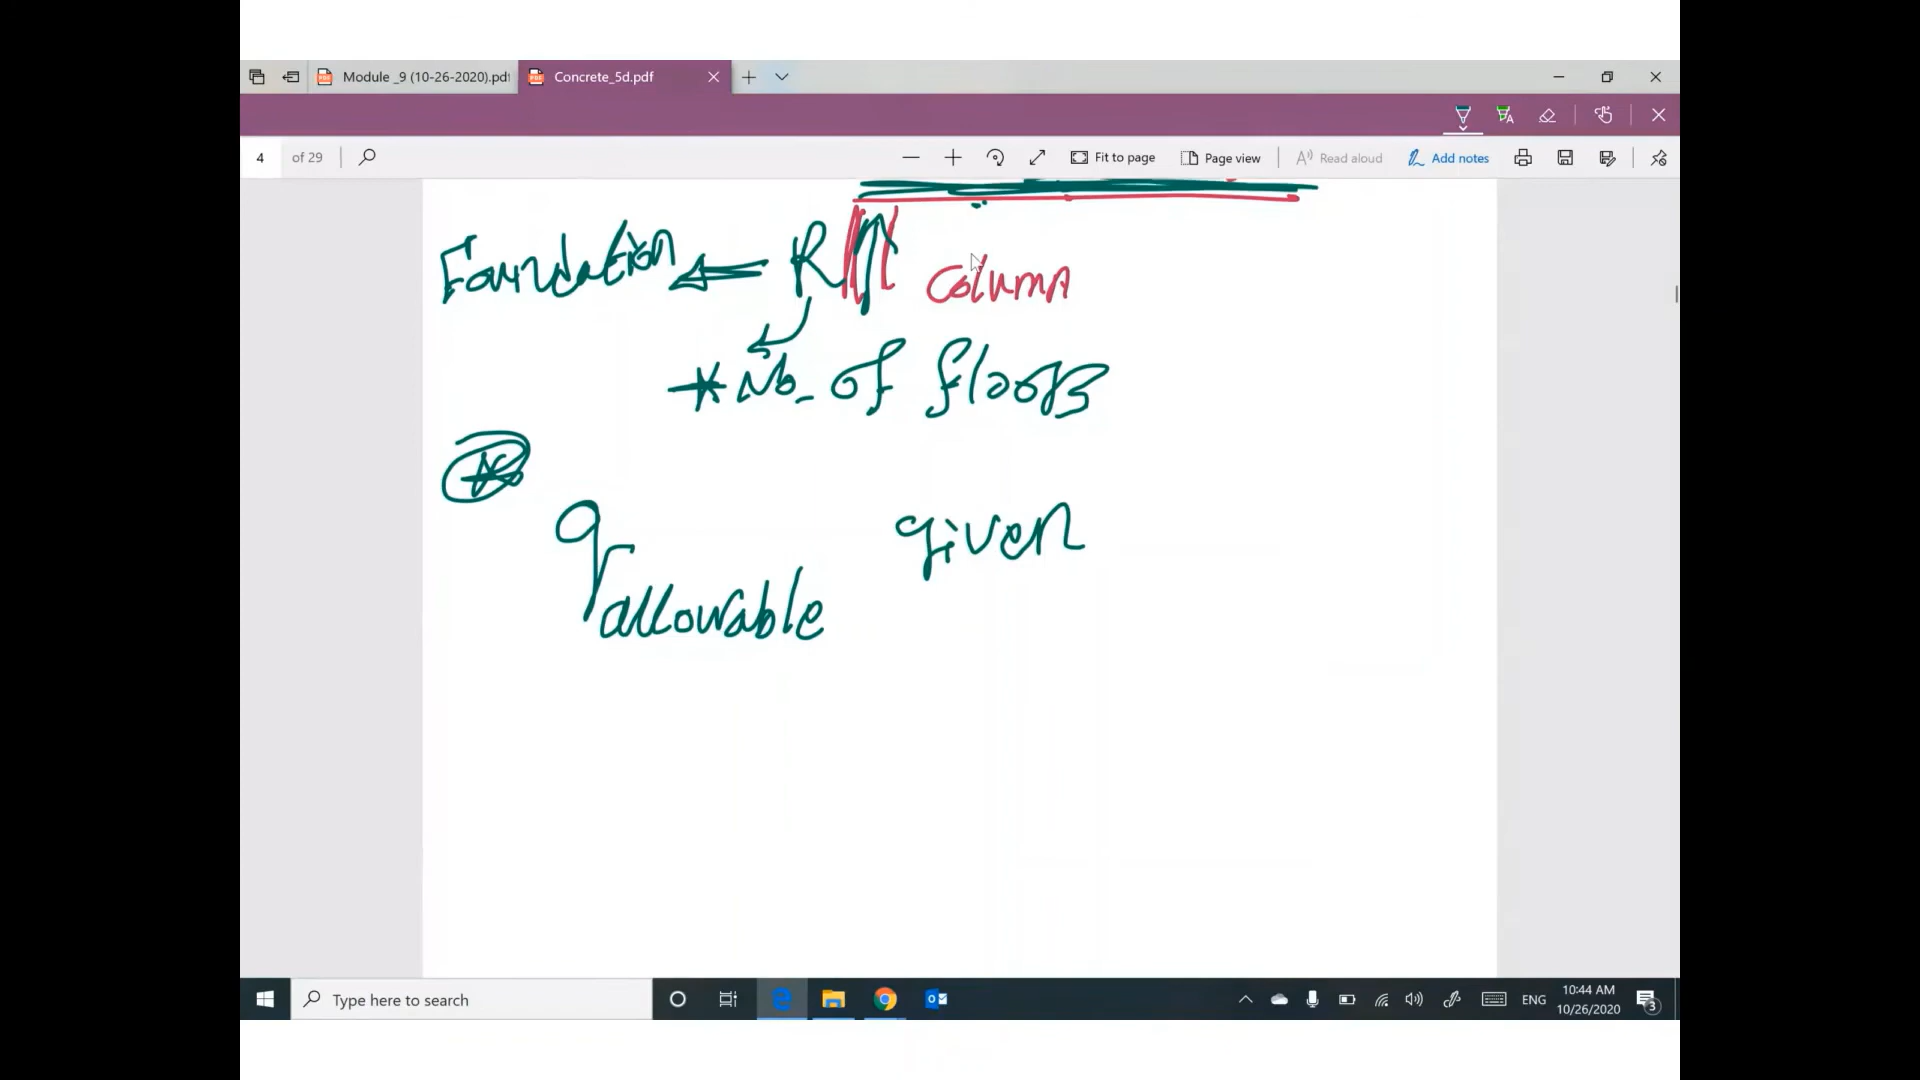 Module _9 (10-26-2020).pdf Concrete_5d.pdf
4 of 29 Fit to page Page view Read aloud Add notes
Foundation R column
* No. of floors
q allowable given
Type here to search
ENG 10:44 AM
10/26/2020 3